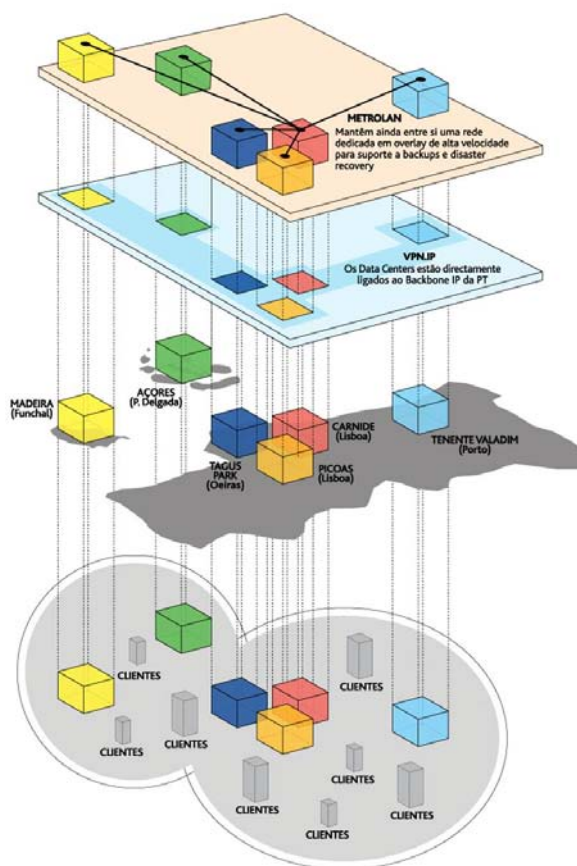 METROLAN
Mantêm ainda entre si uma rede
dedicada em overlay de alta velocidade
para suporte a backups e disaster
recovery
VPN.IP
Os Data Centers estão directamente
ligados ao Backbone IP da PT
AÇORES
(P. Delgada)
MADEIRA
(Funchal)
CARNIDE
(Lisboa)
TENENTE VALADIM
(Porto)
TAGUS
PARK
(Oeiras)
PICOAS
(Lisboa)
CLIENTES
CLIENTES
CLIENTES
CLIENTES
CLIENTES
CLIENTES
CLIENTES
CLIENTES